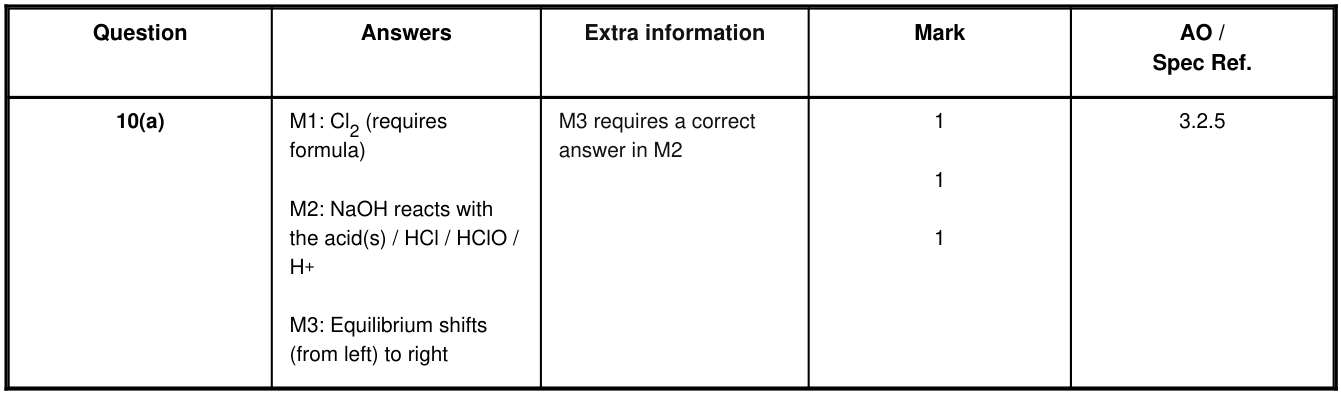 Question Answers Extra information Mark AO /
Spec Ref.
10(a) M1: Cl2 (requires M3 requires a correct 1 3.2.5
formula) answer in M2
1
M2: NaOH reacts with
the acid(s) / HCl / HClO / 1
H+
M3: Equilibrium shifts
(from left) to right